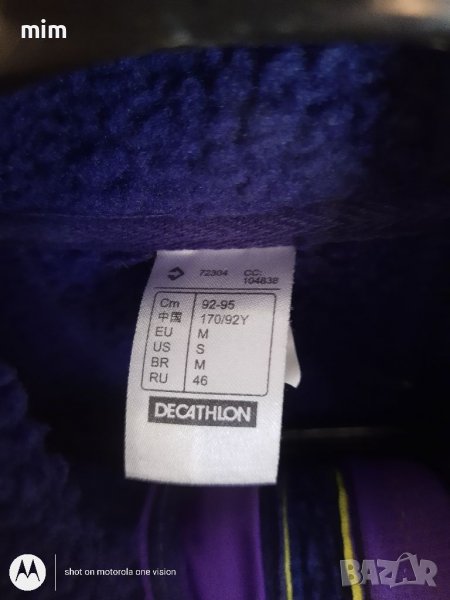 mim
72304 CC:
104838
Cm 92-95
中国 170/92Y
EU M
US S
BR M
RU 46
DECATHLON
shot on motorola one vision
BAZAR